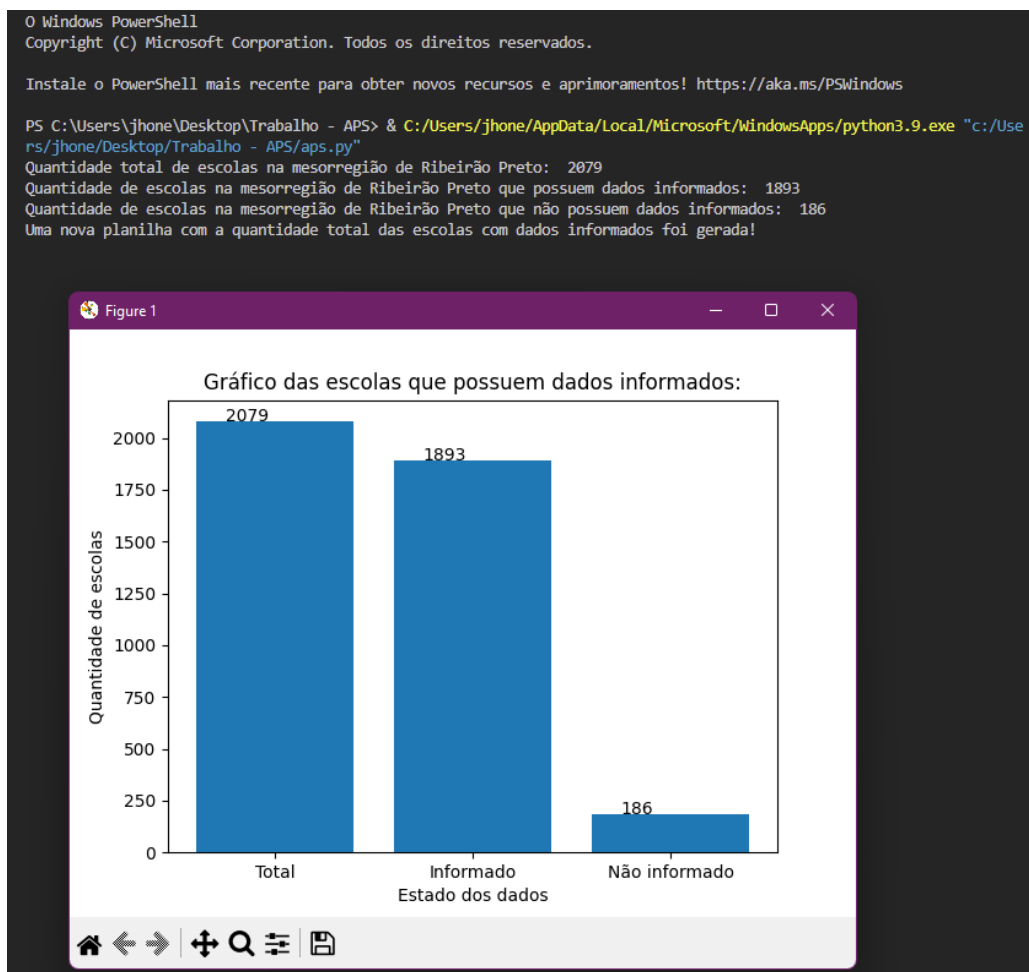 O Windows PowerShell
Copyright (C) Microsoft Corporation. Todos os direitos reservados.
Instale o PowerShell mais recente para obter novos recursos e aprimoramentos! https://aka.ms/PSWindows
PS C:\Users\jhone\Desktop\Trabalho - APS> & C:/Users/jhone/AppData/Local/Microsoft/WindowsApps/python3.9.exe "c:/Use
rs/jhone/Desktop/Trabalho - APS/aps.py"
Quantidade total de escolas na mesorregião de Ribeirão Preto:  2079
Quantidade de escolas na mesorregião de Ribeirão Preto que possuem dados informados:  1893
Quantidade de escolas na mesorregião de Ribeirão Preto que não possuem dados informados:  186
Uma nova planilha com a quantidade total das escolas com dados informados foi gerada!
Figure 1
Gráfico das escolas que possuem dados informados:
2079
1893
186
Quantidade de escolas
2000
1750
1500
1250
1000
750
500
250
0
Total Informado Não informado
Estado dos dados